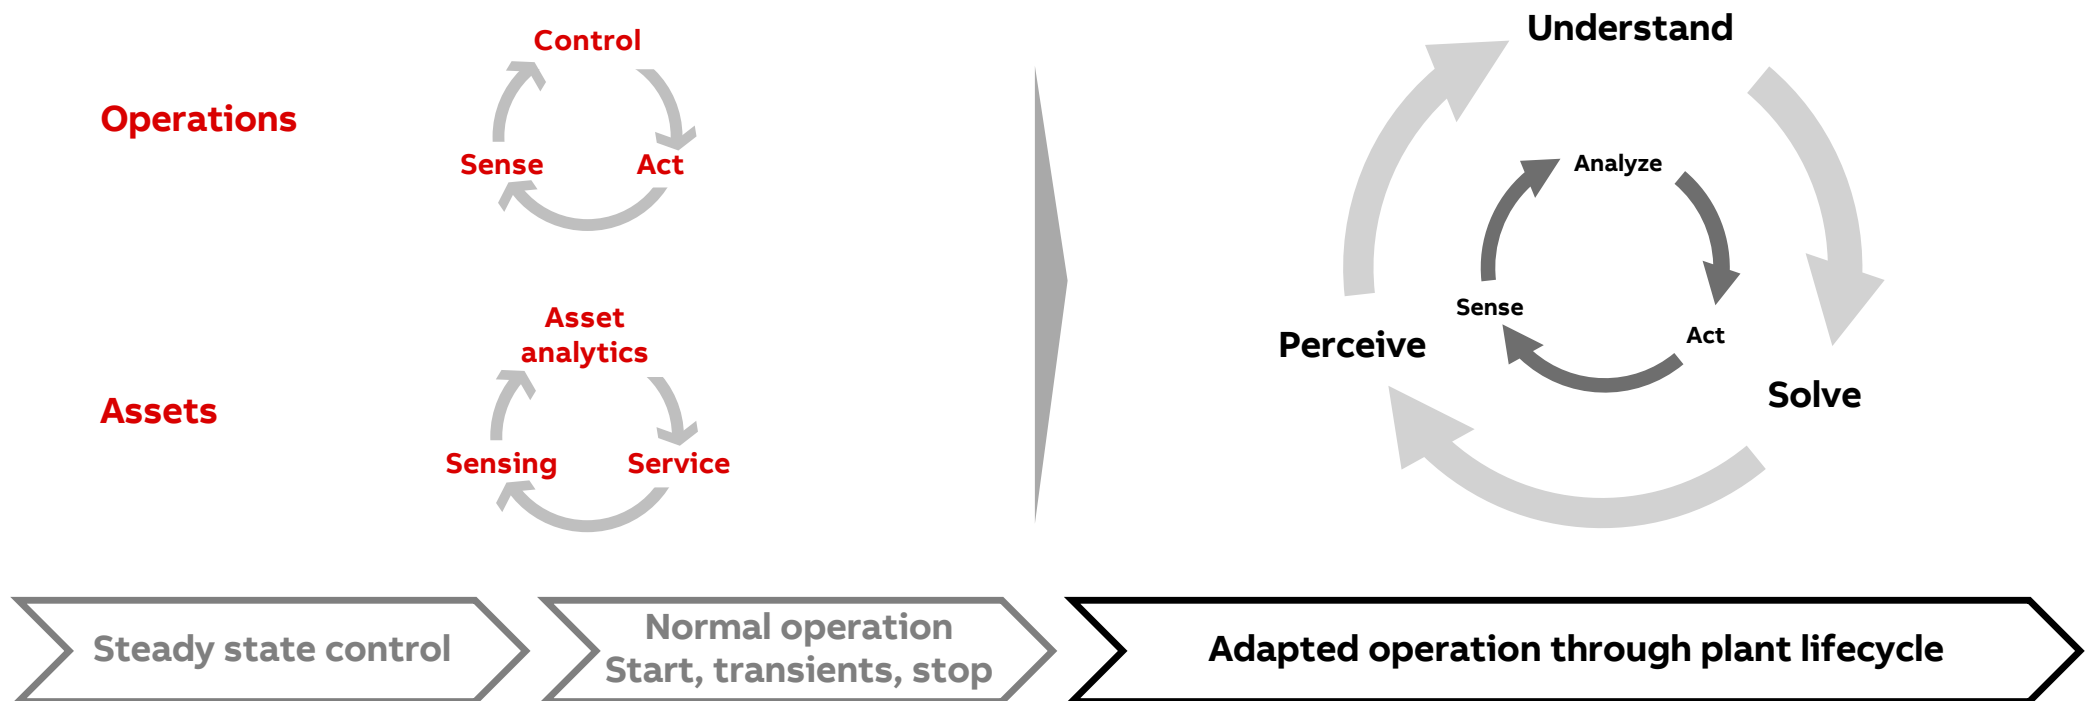 Operations
Control
Sense
Act
Assets
Asset
analytics
Sensing
Service
Understand
Perceive
Solve
Analyze
Sense
Act
Steady state control
Normal operation
Start, transients, stop
Adapted operation through plant lifecycle